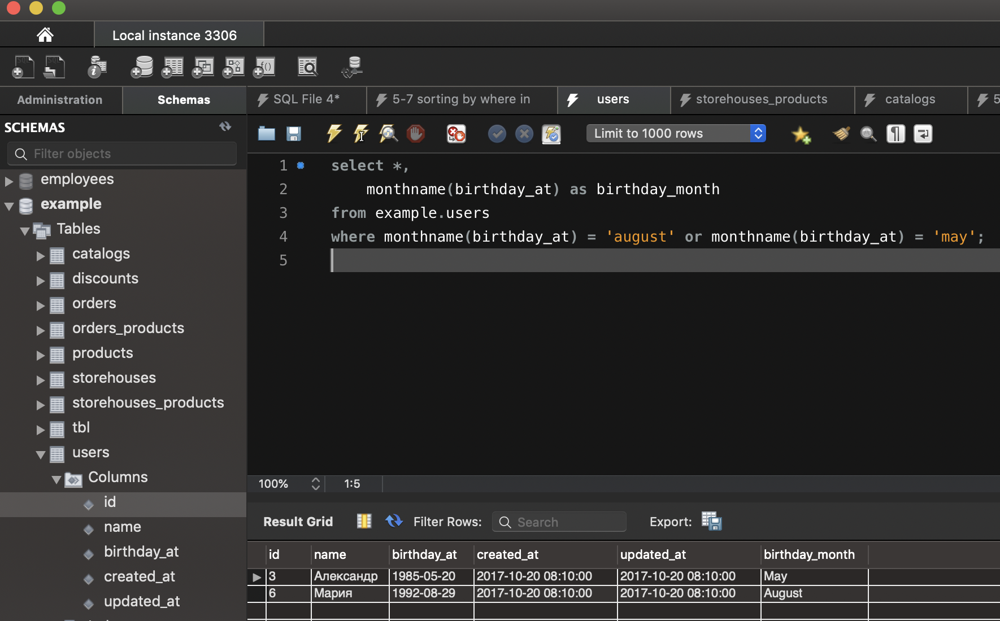 Local instance 3306
Administration
Schemas
SQL File 4*
5-7 sorting by where in
users
storehouses_products
catalogs
5
SCHEMAS
Filter objects
Limit to 1000 rows
employees
example
Tables
catalogs
discounts
orders
orders_products
products
storehouses
storehouses_products
tbl
users
Columns
id
name
birthday_at
created_at
updated_at
1 select *,
2 monthname(birthday_at) as birthday_month
3 from example.users
4 where monthname(birthday_at) = 'august' or monthname(birthday_at) = 'may';
5
100% 1:5
Result Grid Filter Rows: Search Export:
id name birthday_at created_at updated_at birthday_month
3 Александр 1985-05-20 2017-10-20 08:10:00 2017-10-20 08:10:00 May
6 Мария 1992-08-29 2017-10-20 08:10:00 2017-10-20 08:10:00 August